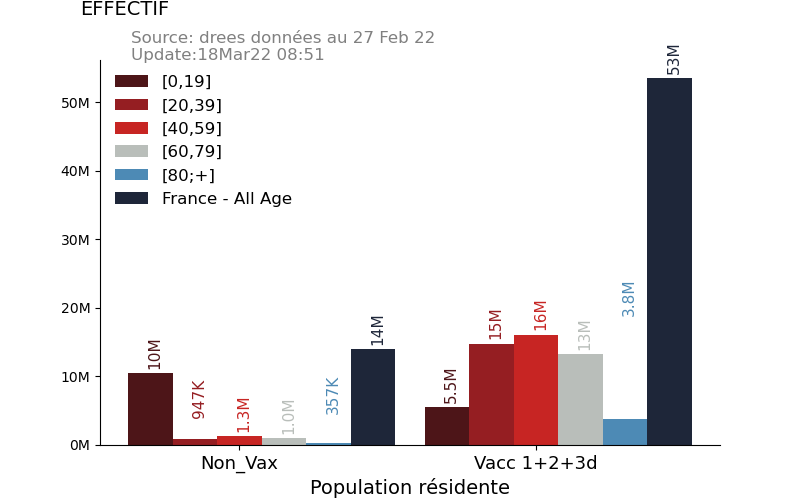 EFFECTIF
Source: drees données au 27 Feb 22
Update:18Mar22 08:51
[0,19]
[20,39]
[40,59]
[60,79]
[80;+]
France - All Age
50M
40M
30M
20M
10M
0M
10M
947K
1.3M
1.0M
357K
14M
5.5M
15M
16M
13M
3.8M
53M
Non_Vax
Vacc 1+2+3d
Population résidente